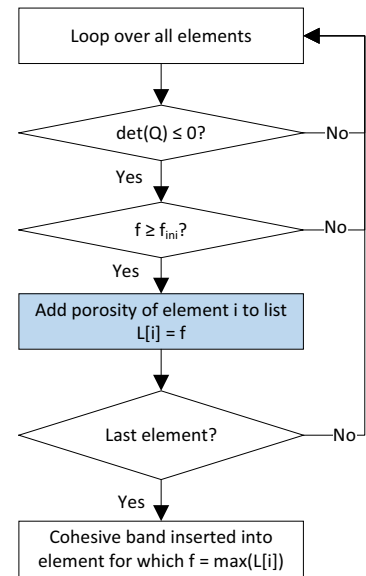 Loop over all elements
det(Q) ≤ 0?
No
Yes
f ≥ f_ini?
No
Yes
Add porosity of element i to list
L[i] = f
Last element?
No
Yes
Cohesive band inserted into
element for which f = max(L[i])